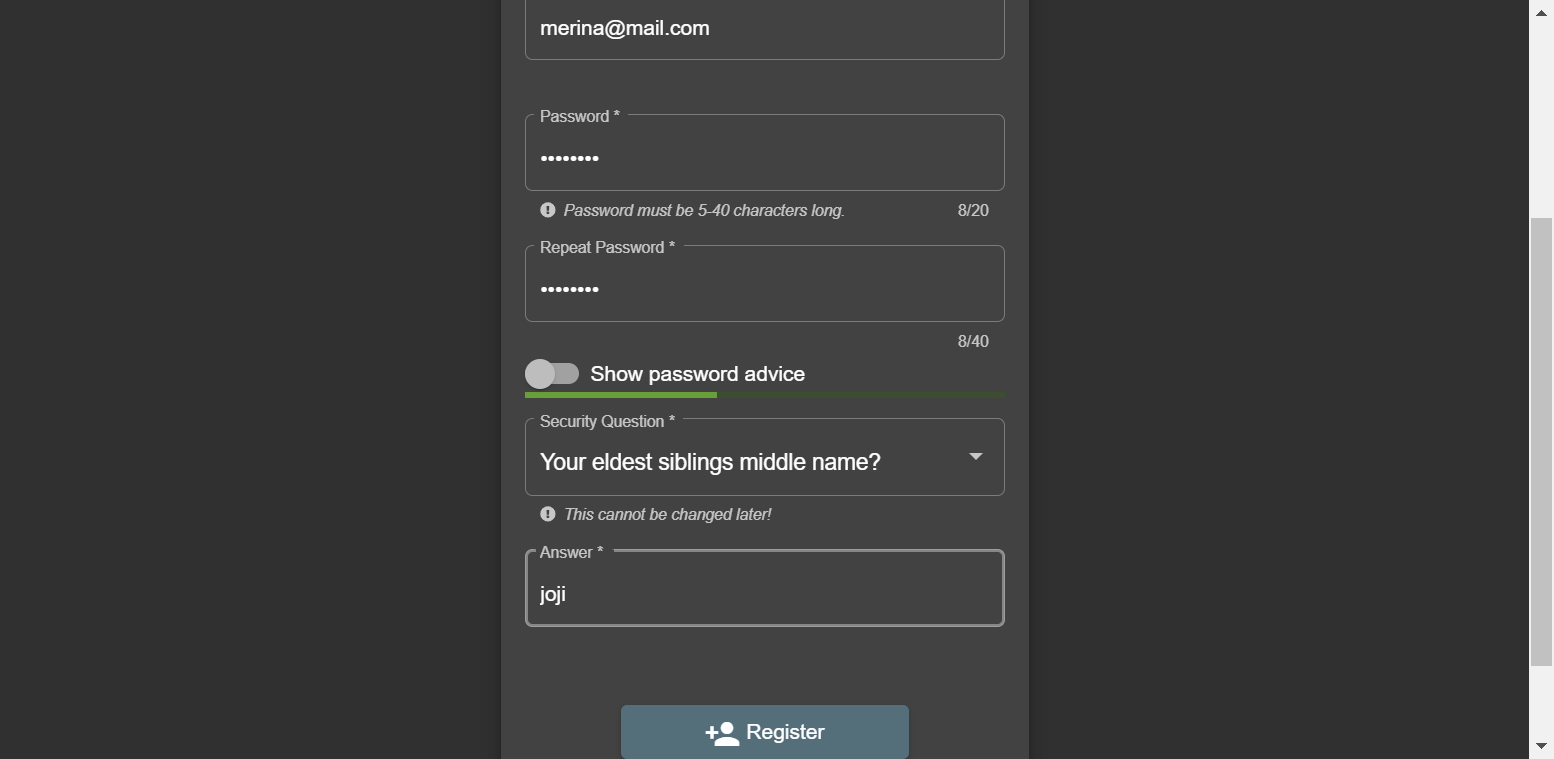 merina@mail.com
Password *
••••••••
Password must be 5-40 characters long. 8/20
Repeat Password *
••••••••
8/40
Show password advice
Security Question *
Your eldest siblings middle name?
This cannot be changed later!
Answer *
joji
Register